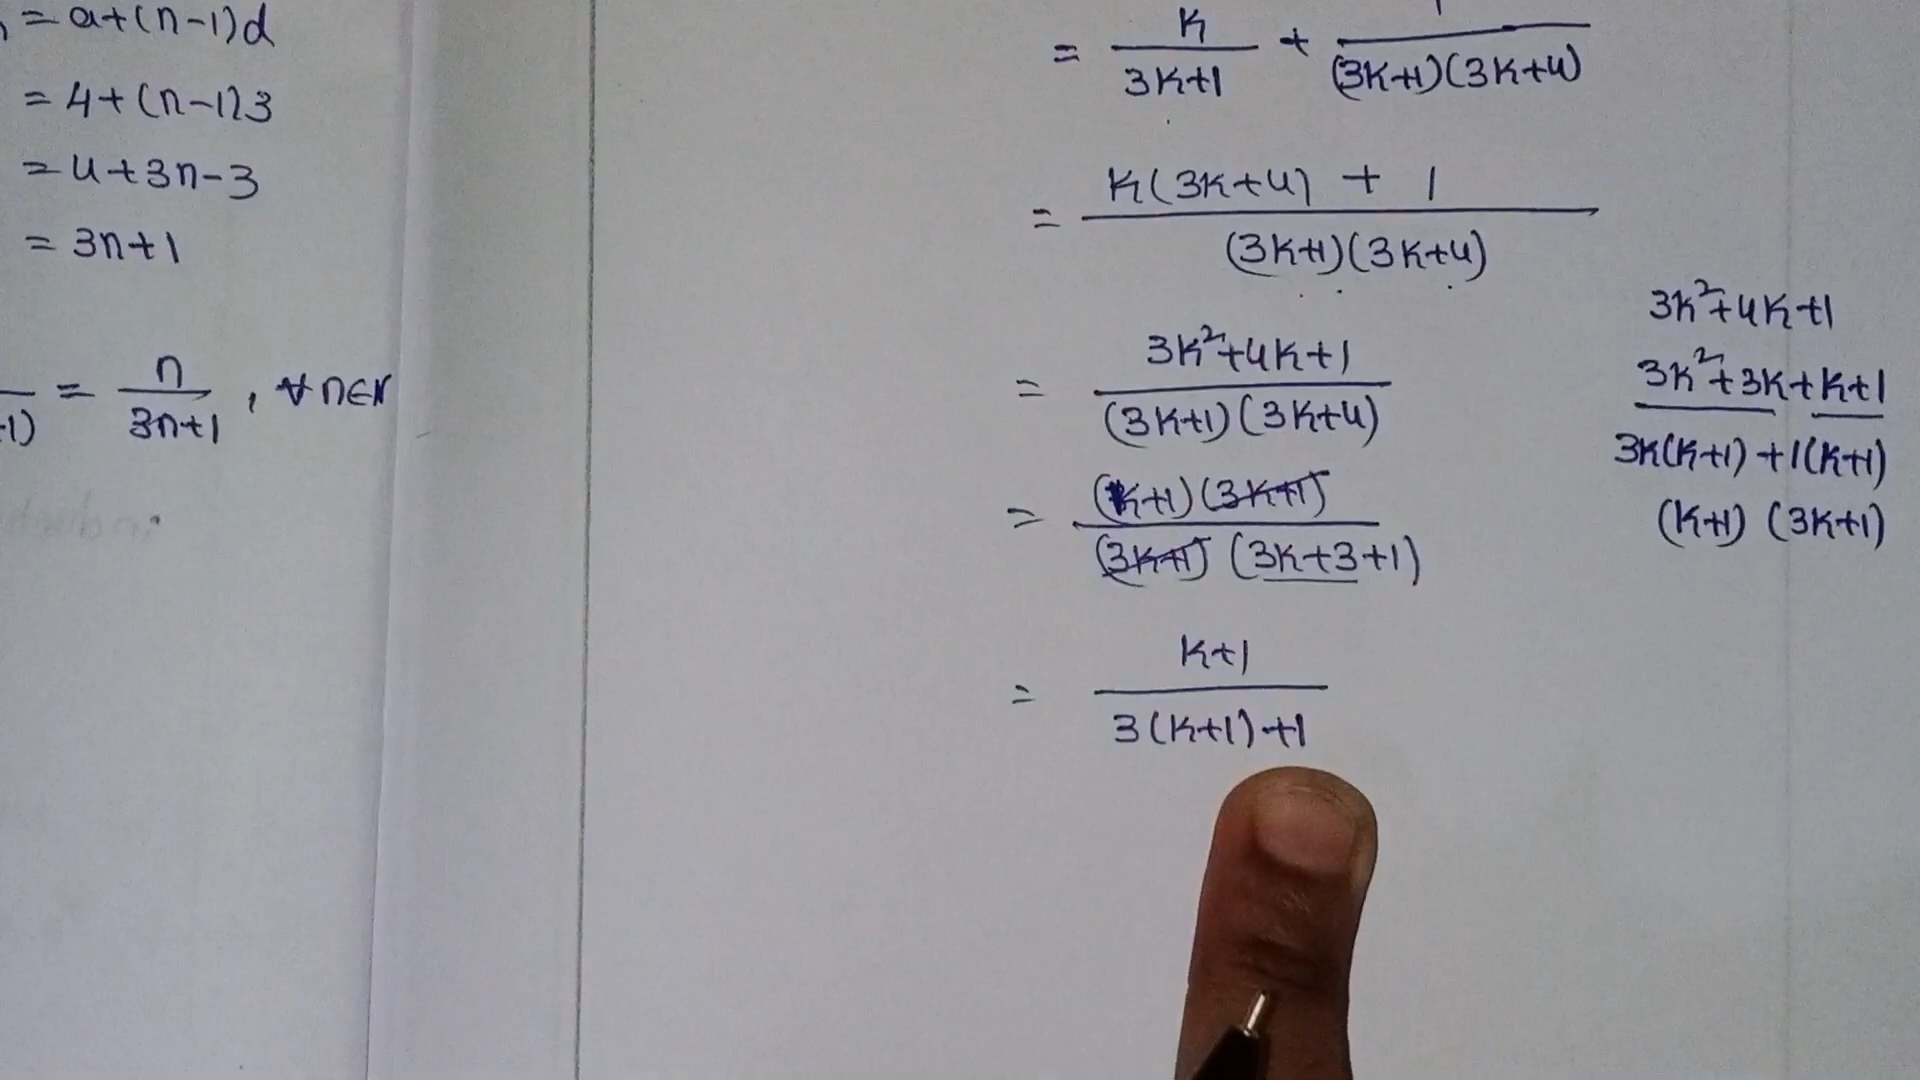 = a+(n-1)d
= 4+(n-1)3
= 4+3n-3
= 3n+1
-1) = n/(3n+1), ∀ n∈N
= k/(3k+1) + 1/((3k+1)(3k+4))
= (k(3k+4) + 1)/((3k+1)(3k+4))
= (3k²+4k+1)/((3k+1)(3k+4))
= ((k+1)(3k+1))/((3k+1)(3k+3+1))
= (k+1)/(3(k+1)+1)
3k²+4k+1
3k²+3k+k+1
3k(k+1)+1(k+1)
(k+1) (3k+1)